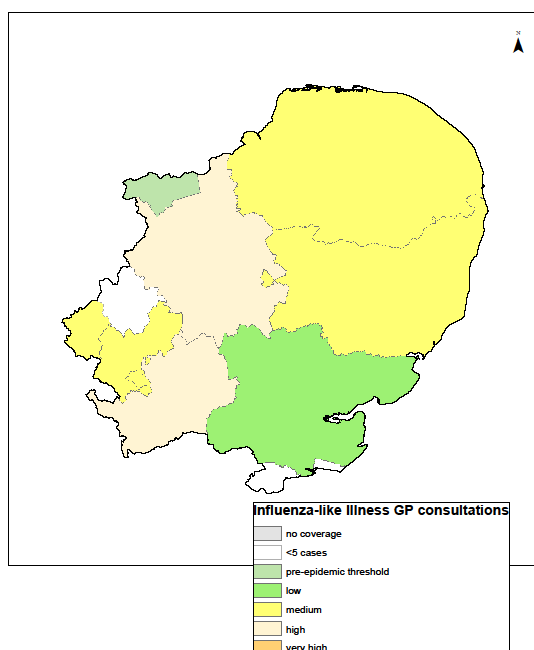 N
Influenza-like Illness GP consultations
no coverage
<5 cases
pre-epidemic threshold
low
medium
high
very high